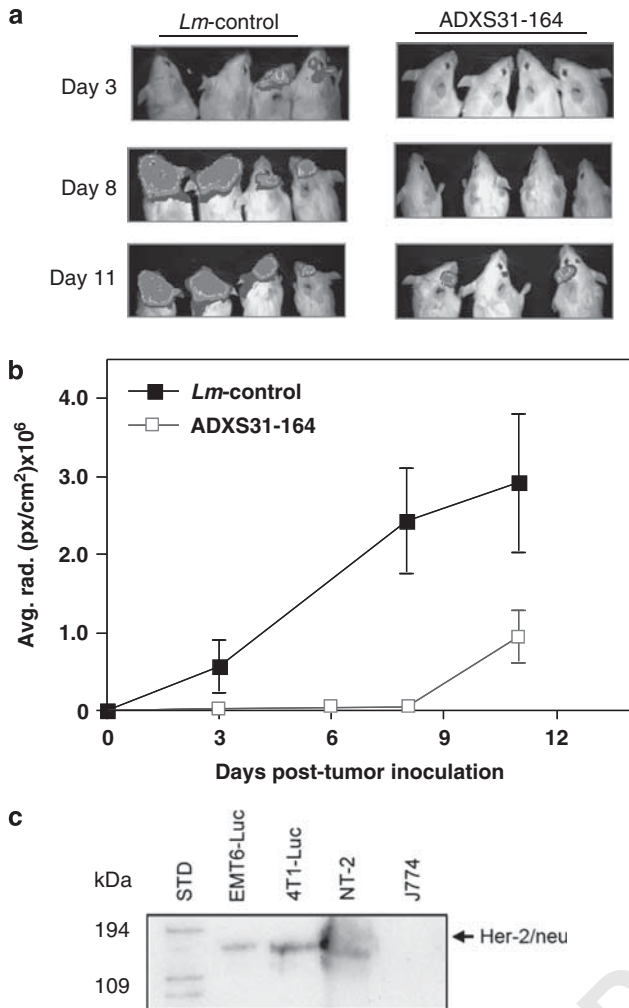 a
Lm-control ADXS31-164
Day 3
Day 8
Day 11
b
Avg. rad. (px/cm²)x10⁶
4.0
3.0
2.0
1.0
0
Lm-control
ADXS31-164
0 3 6 9 12
Days post-tumor inoculation
c
kDa STD EMT6-Luc 4T1-Luc NT-2 J774
194
Her-2/neu
109